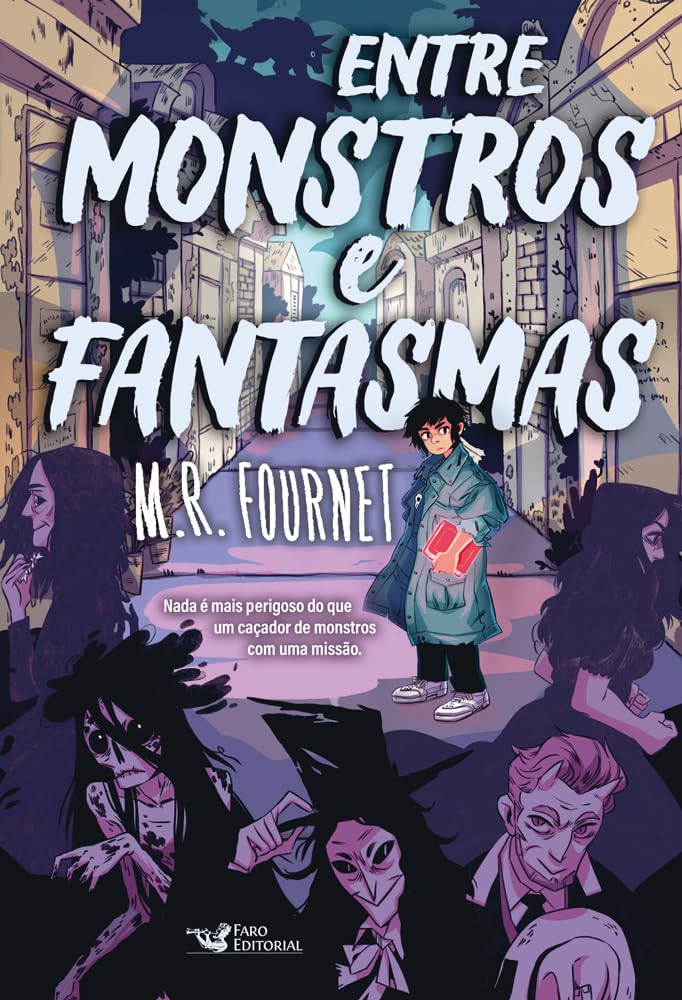 ENTRE
MONSTROS
e
FANTASMAS
M.R. FOURNET
Nada é mais perigoso do que
um caçador de monstros
com uma missão.
FARO
EDITORIAL